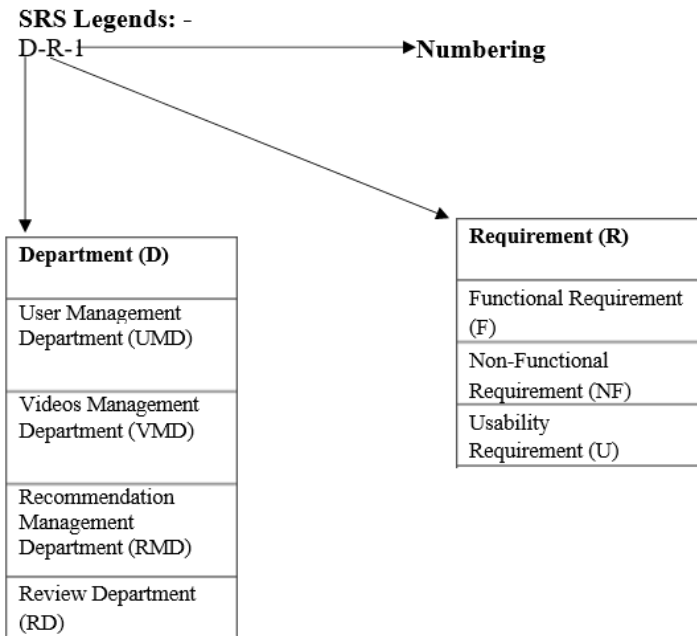 SRS Legends: -
D-R-1
Numbering
Department (D)
User Management
Department (UMD)
Videos Management
Department (VMD)
Recommendation
Management
Department (RMD)
Review Department
(RD)
Requirement (R)
Functional Requirement
(F)
Non-Functional
Requirement (NF)
Usability
Requirement (U)